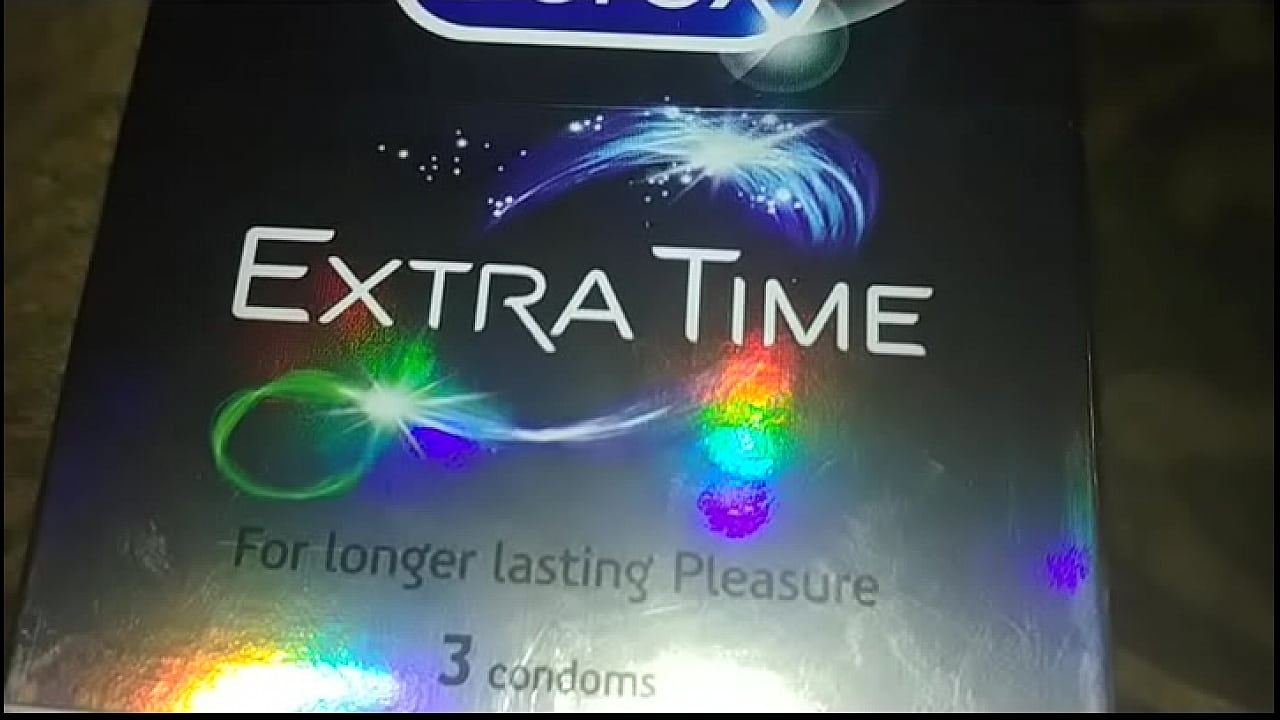 EXTRA TIME
For longer lasting Pleasure
3 condoms